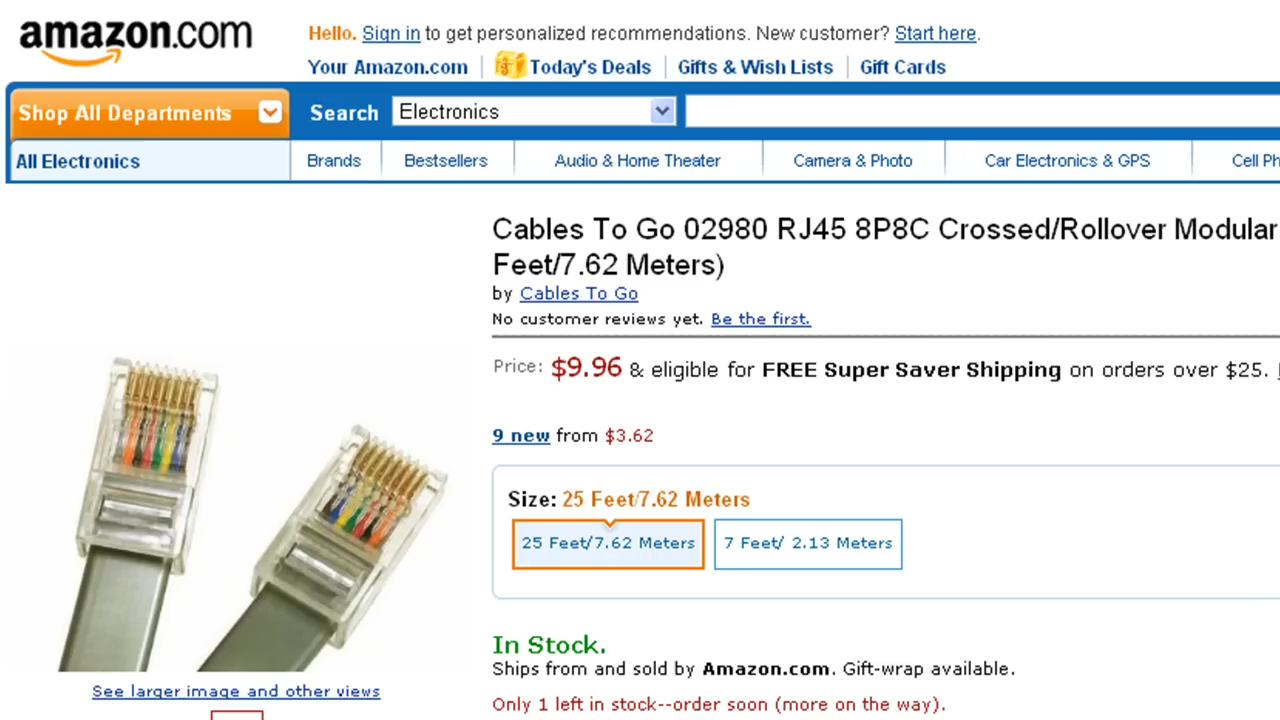 amazon.com
Hello. Sign in to get personalized recommendations. New customer? Start here.
Your Amazon.com Today's Deals Gifts & Wish Lists Gift Cards
Shop All Departments Search Electronics
All Electronics Brands Bestsellers Audio & Home Theater Camera & Photo Car Electronics & GPS Cell Ph
Cables To Go 02980 RJ45 8P8C Crossed/Rollover Modular
Feet/7.62 Meters)
by Cables To Go
No customer reviews yet. Be the first.
Price: $9.96 & eligible for FREE Super Saver Shipping on orders over $25.
9 new from $3.62
Size: 25 Feet/7.62 Meters
25 Feet/7.62 Meters 7 Feet/ 2.13 Meters
In Stock.
Ships from and sold by Amazon.com. Gift-wrap available.
See larger image and other views
Only 1 left in stock--order soon (more on the way).